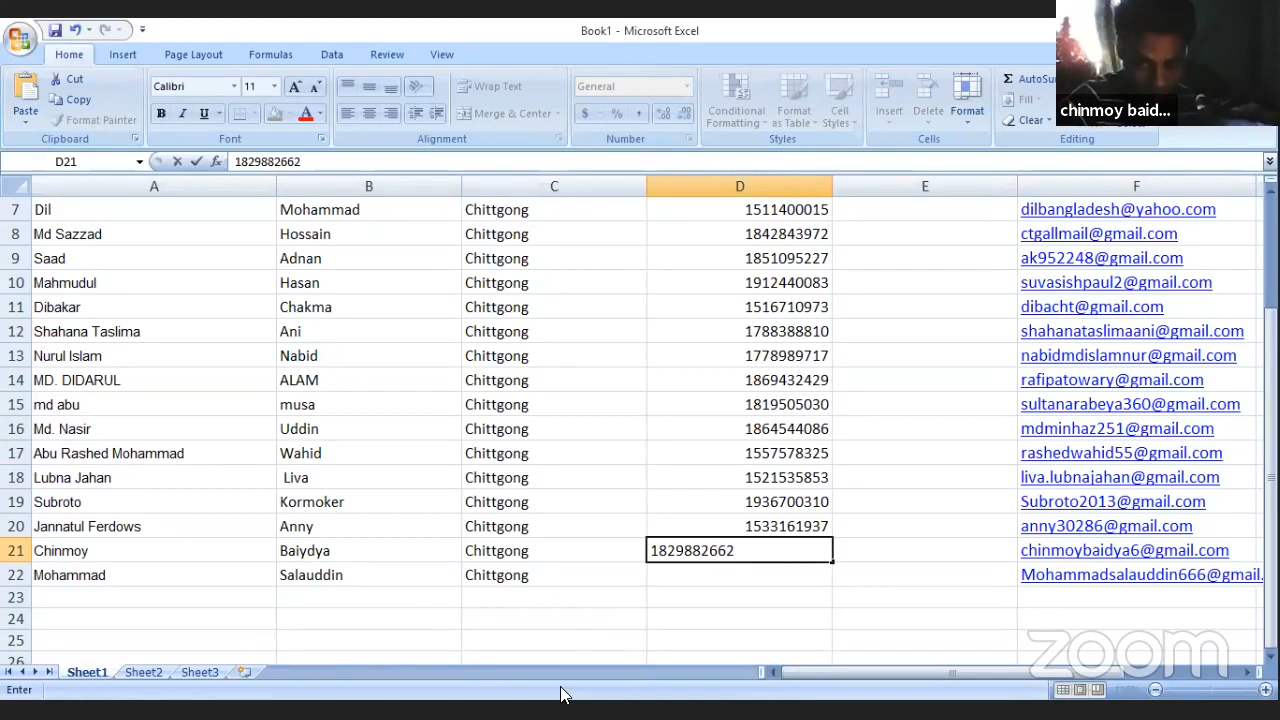 Book1 - Microsoft Excel
Home Insert Page Layout Formulas Data Review View
Paste Cut Copy Format Painter
Calibri 11 A A
B I U A
Wrap Text
Merge & Center
General
$ % ,
Conditional Formatting Format as Table Cell Styles
Insert Delete Format
Σ AutoSu
Fill
Clear
chinmoy baid...
Clipboard Font Alignment Number Styles Cells Editing
D21 fx 1829882662
A B C D E F
7 Dil Mohammad Chittgong 1511400015 dilbangladesh@yahoo.com
8 Md Sazzad Hossain Chittgong 1842843972 ctgallmail@gmail.com
9 Saad Adnan Chittgong 1851095227 ak952248@gmail.com
10 Mahmudul Hasan Chittgong 1912440083 suvasishpaul2@gmail.com
11 Dibakar Chakma Chittgong 1516710973 dibacht@gmail.com
12 Shahana Taslima Ani Chittgong 1788388810 shahanataslimaani@gmail.com
13 Nurul Islam Nabid Chittgong 1778989717 nabidmdislamnur@gmail.com
14 MD. DIDARUL ALAM Chittgong 1869432429 rafipatowary@gmail.com
15 md abu musa Chittgong 1819505030 sultanarabeya360@gmail.com
16 Md. Nasir Uddin Chittgong 1864544086 mdminhaz251@gmail.com
17 Abu Rashed Mohammad Wahid Chittgong 1557578325 rashedwahid55@gmail.com
18 Lubna Jahan Liva Chittgong 1521535853 liva.lubnajahan@gmail.com
19 Subroto Kormoker Chittgong 1936700310 Subroto2013@gmail.com
20 Jannatul Ferdows Anny Chittgong 1533161937 anny30286@gmail.com
21 Chinmoy Baiydya Chittgong 1829882662 chinmoybaidya6@gmail.com
22 Mohammad Salauddin Chittgong Mohammadsalauddin666@gmail.
23
24
25
26
zoom
Sheet1 Sheet2 Sheet3
Enter